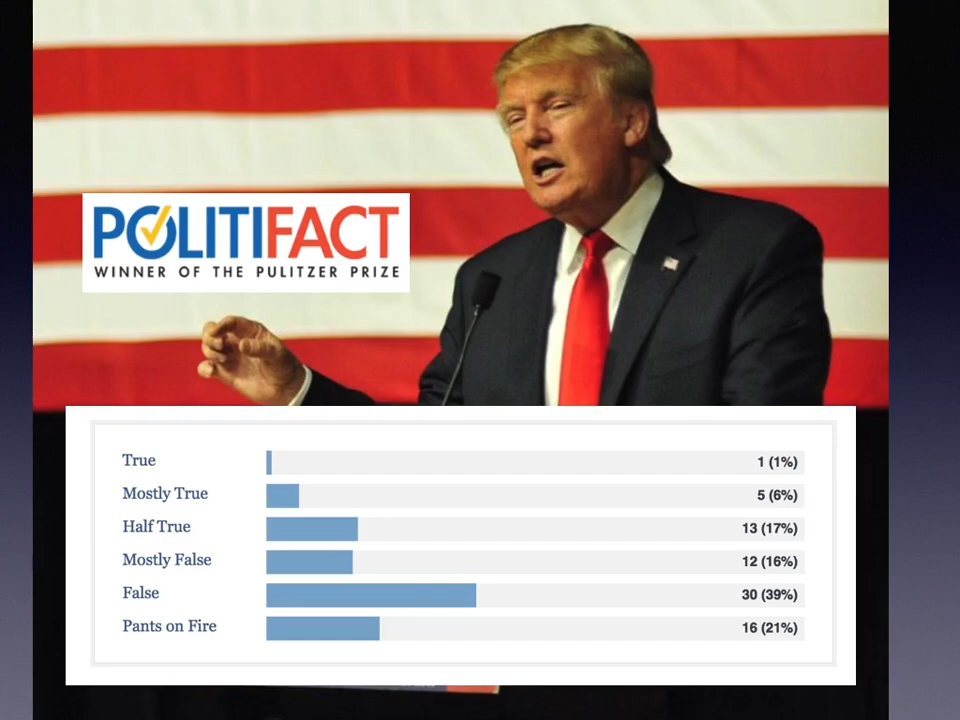 POLITIFACT
WINNER OF THE PULITZER PRIZE
True 1 (1%)
Mostly True 5 (6%)
Half True 13 (17%)
Mostly False 12 (16%)
False 30 (39%)
Pants on Fire 16 (21%)